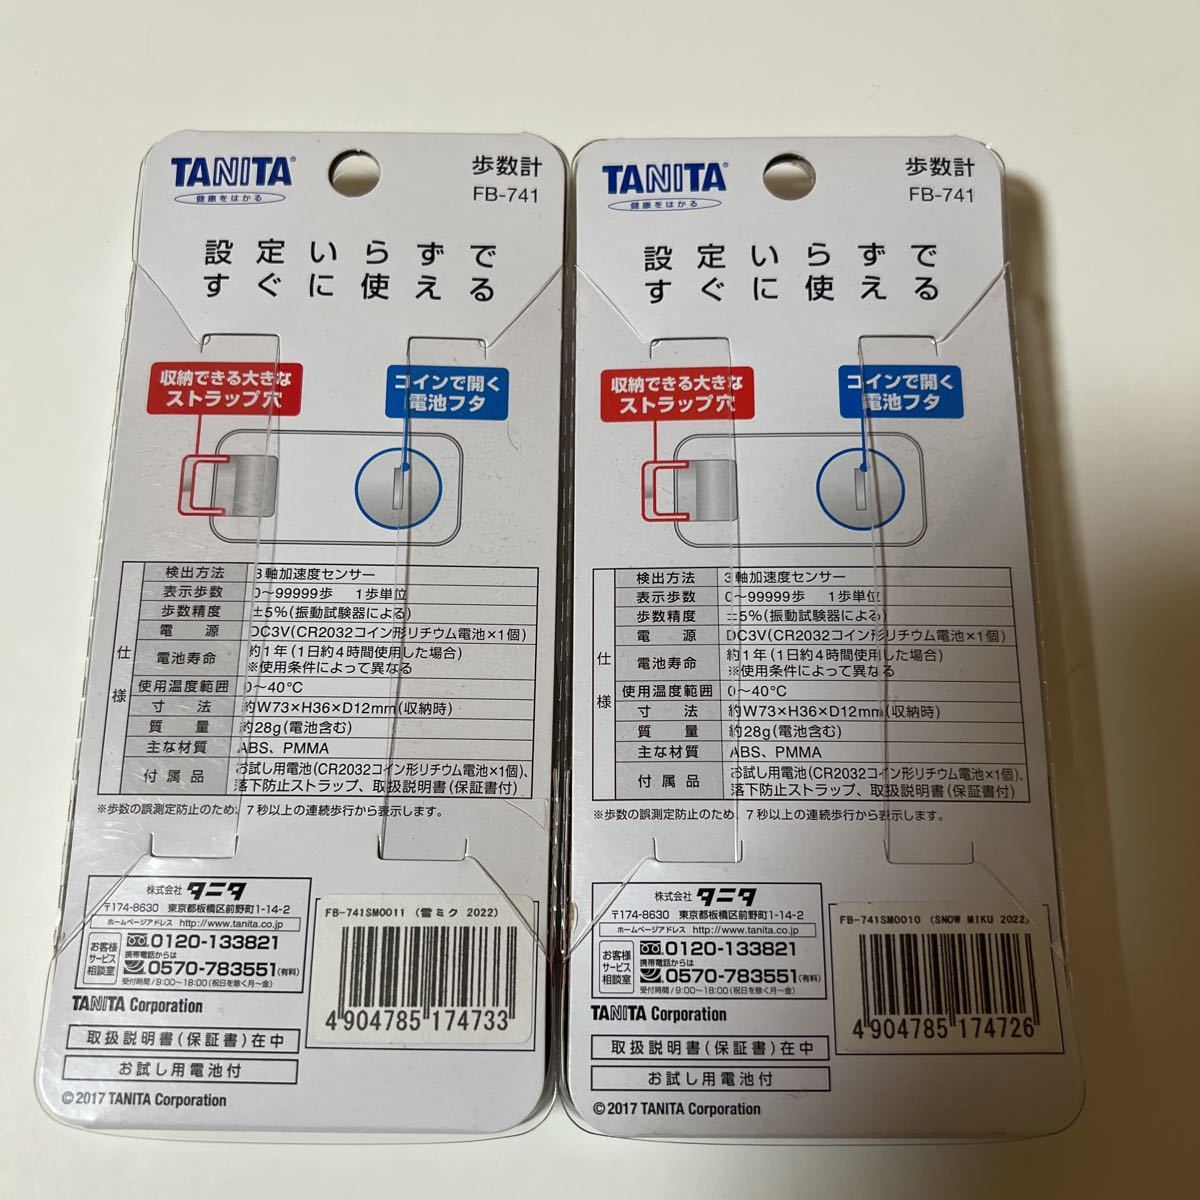 TANITA®
健康をはかる
歩数計
FB-741
設定いらずで
すぐに使える
収納できる大きな
ストラップ穴
コインで開く
電池フタ
仕様
検出方法 3軸加速度センサー
表示歩数 0〜99999歩 1歩単位
歩数精度 ±5%(振動試験器による)
電源 DC3V(CR2032コイン形リチウム電池×1個)
電池寿命 約1年(1日約4時間使用した場合)
※使用条件によって異なる
使用温度範囲 0〜40℃
寸法 約W73×H36×D12mm(収納時)
質量 約28g(電池含む)
主な材質 ABS、PMMA
付属品 お試し用電池(CR2032コイン形リチウム電池×1個)、
落下防止ストラップ、取扱説明書(保証書付)
※歩数の誤測定防止のため、7秒以上の連続歩行から表示します。
株式会社 タニタ
〒174-8630 東京都板橋区前野町1-14-2
ホームページアドレス http://www.tanita.co.jp
お客様
サービス
相談室
0120-133821
携帯電話からは
0570-783551(有料)
受付時間/9:00〜18:00(祝日を除く月〜金)
TANITA Corporation
取扱説明書(保証書)在中
お試し用電池付
© 2017 TANITA Corporation
FB-741SM0011 (雪ミク 2022)
4904785174733
TANITA®
健康をはかる
歩数計
FB-741
設定いらずで
すぐに使える
収納できる大きな
ストラップ穴
コインで開く
電池フタ
仕様
検出方法 3軸加速度センサー
表示歩数 0〜99999歩 1歩単位
歩数精度 ±5%(振動試験器による)
電源 DC3V(CR2032コイン形リチウム電池×1個)
電池寿命 約1年(1日約4時間使用した場合)
※使用条件によって異なる
使用温度範囲 0〜40℃
寸法 約W73×H36×D12mm(収納時)
質量 約28g(電池含む)
主な材質 ABS、PMMA
付属品 お試し用電池(CR2032コイン形リチウム電池×1個)、
落下防止ストラップ、取扱説明書(保証書付)
※歩数の誤測定防止のため、7秒以上の連続歩行から表示します。
株式会社 タニタ
〒174-8630 東京都板橋区前野町1-14-2
ホームページアドレス http://www.tanita.co.jp
お客様
サービス
相談室
0120-133821
携帯電話からは
0570-783551(有料)
受付時間/9:00〜18:00(祝日を除く月〜金)
TANITA Corporation
取扱説明書(保証書)在中
お試し用電池付
© 2017 TANITA Corporation
FB-741SM0010 (SNOW MIKU 2022)
4904785174726